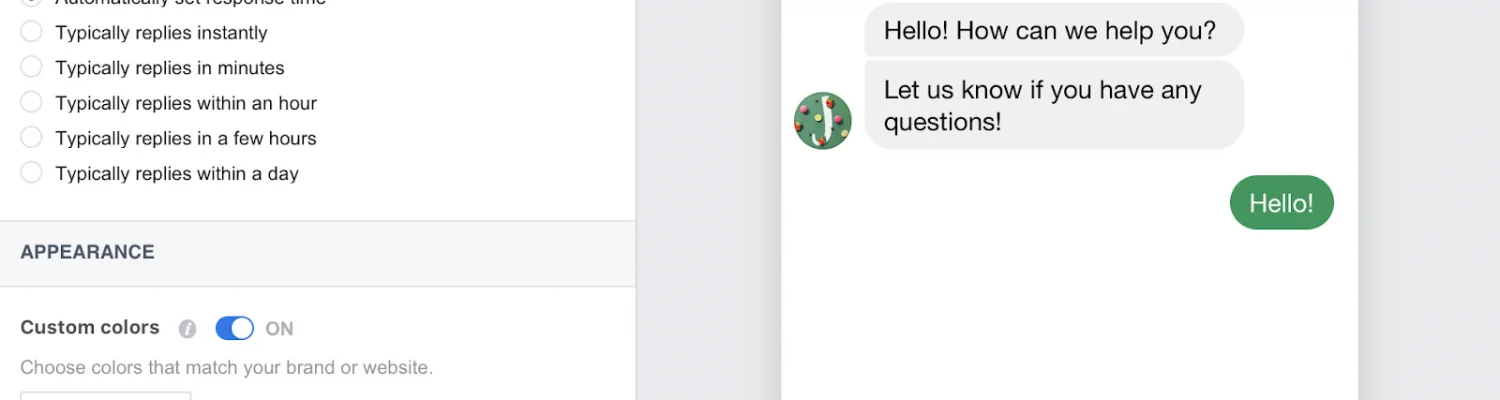 Automatically set response time
Typically replies instantly
Typically replies in minutes
Typically replies within an hour
Typically replies in a few hours
Typically replies within a day
APPEARANCE
Custom colors i ON
Choose colors that match your brand or website.
Hello! How can we help you?
Let us know if you have any
questions!
J
Hello!